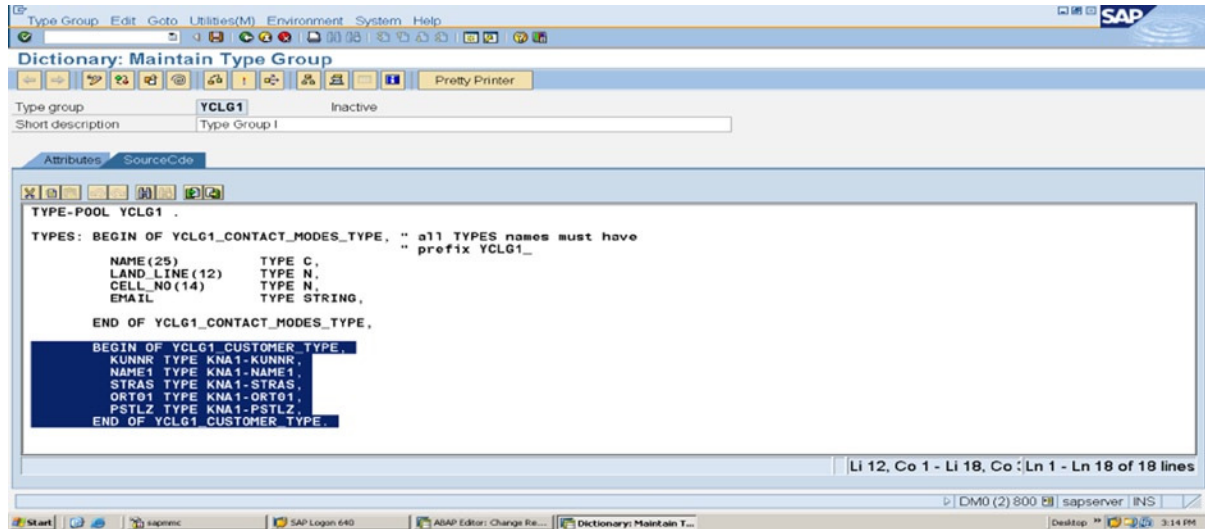 Type Group Edit Goto Utilities(M) Environment System Help
SAP
Dictionary: Maintain Type Group
Pretty Printer
Type group YCLG1 Inactive
Short description Type Group I
Attributes SourceCde
TYPE-POOL YCLG1 .
TYPES: BEGIN OF YCLG1_CONTACT_MODES_TYPE, " all TYPES names must have
" prefix YCLG1_
NAME(25) TYPE C,
LAND_LINE(12) TYPE N,
CELL_NO(14) TYPE N,
EMAIL TYPE STRING,
END OF YCLG1_CONTACT_MODES_TYPE,
BEGIN OF YCLG1_CUSTOMER_TYPE,
KUNNR TYPE KNA1-KUNNR,
NAME1 TYPE KNA1-NAME1,
STRAS TYPE KNA1-STRAS,
ORT01 TYPE KNA1-ORT01,
PSTLZ TYPE KNA1-PSTLZ,
END OF YCLG1_CUSTOMER_TYPE.
Li 12, Co 1 - Li 18, Co Ln 1 - Ln 18 of 18 lines
DM0 (2) 800 sapserver INS
Start sapmmc SAP Logon 640 ABAP Editor: Change Re... Dictionary: Maintain T... Desktop » 3:14 PM